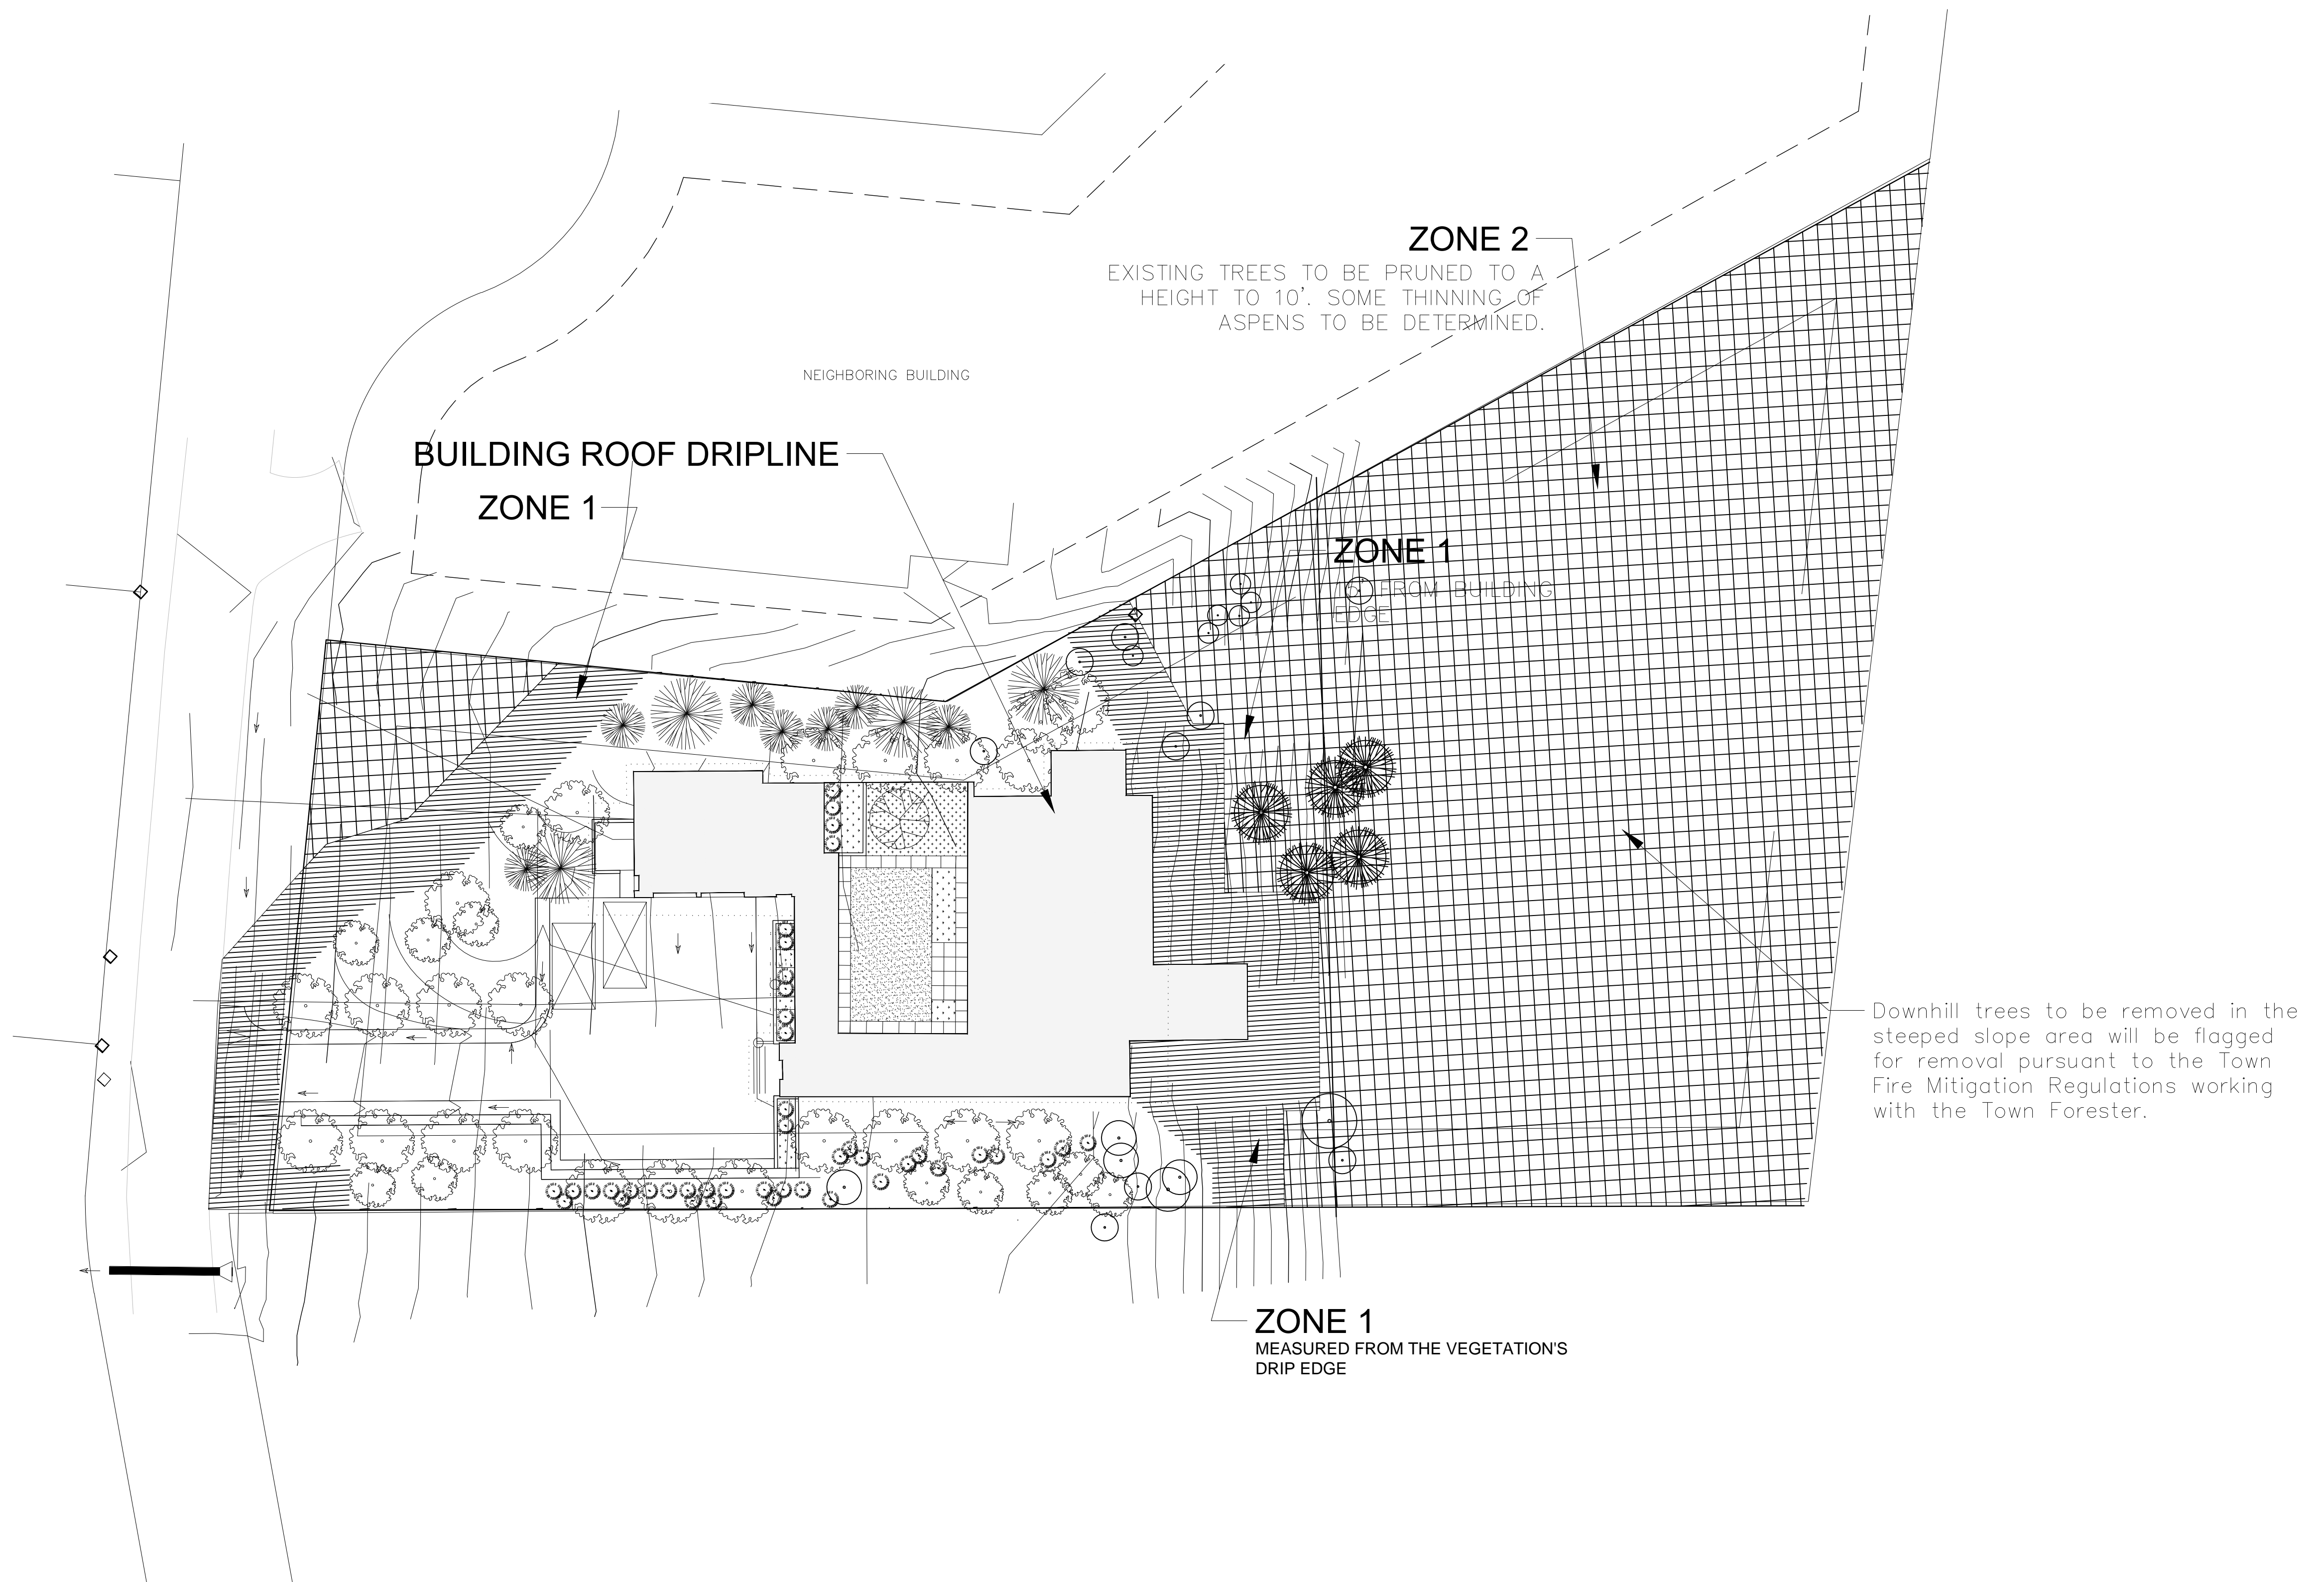 ZONE 2
EXISTING TREES TO BE PRUNED TO A
HEIGHT TO 10'. SOME THINNING OF
ASPENS TO BE DETERMINED.
NEIGHBORING BUILDING
BUILDING ROOF DRIPLINE
ZONE 1
ZONE 1
15' FROM BUILDING
EDGE
Downhill trees to be removed in the
steeped slope area will be flagged
for removal pursuant to the Town
Fire Mitigation Regulations working
with the Town Forester.
ZONE 1
MEASURED FROM THE VEGETATION'S
DRIP EDGE